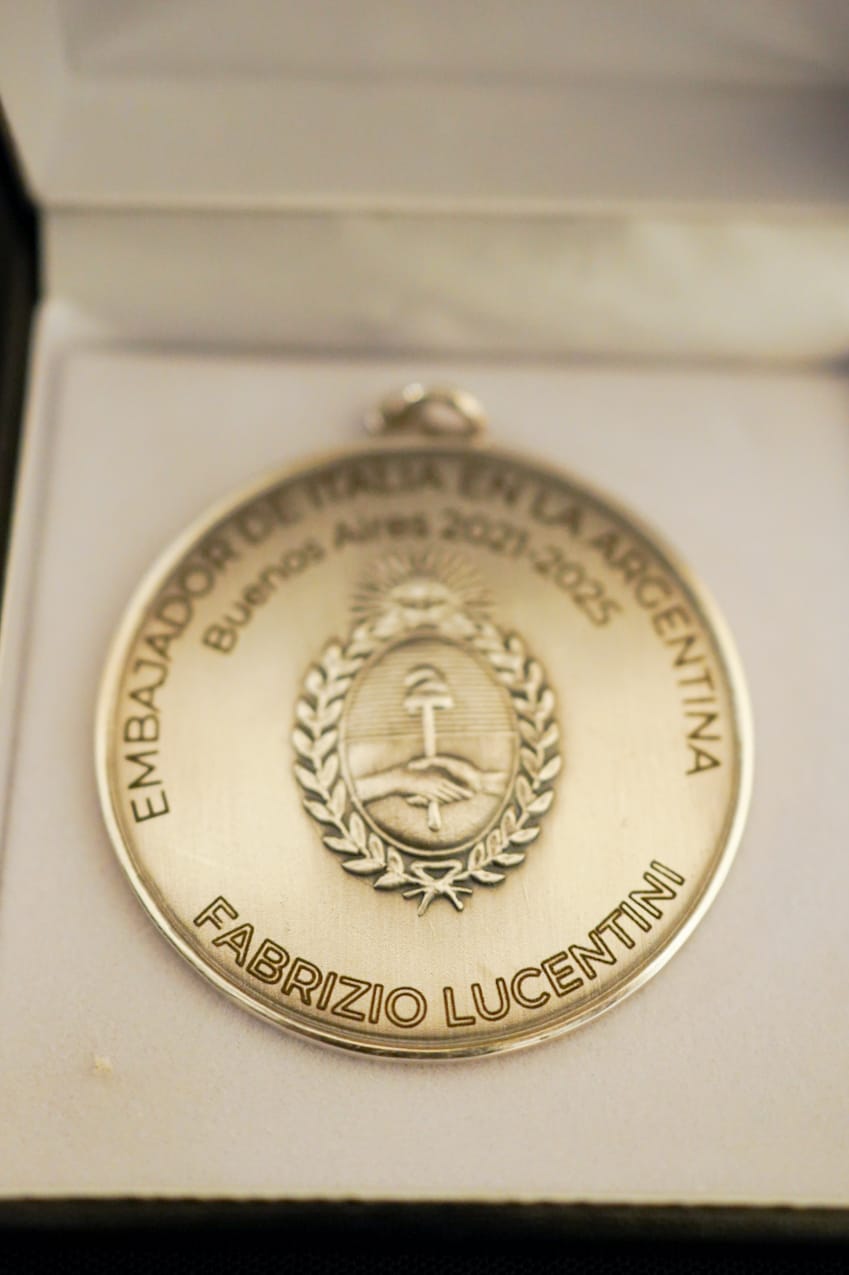 EMBAJADOR DE ITALIA EN LA ARGENTINA
Buenos Aires 2021-2025
FABRIZIO LUCENTINI